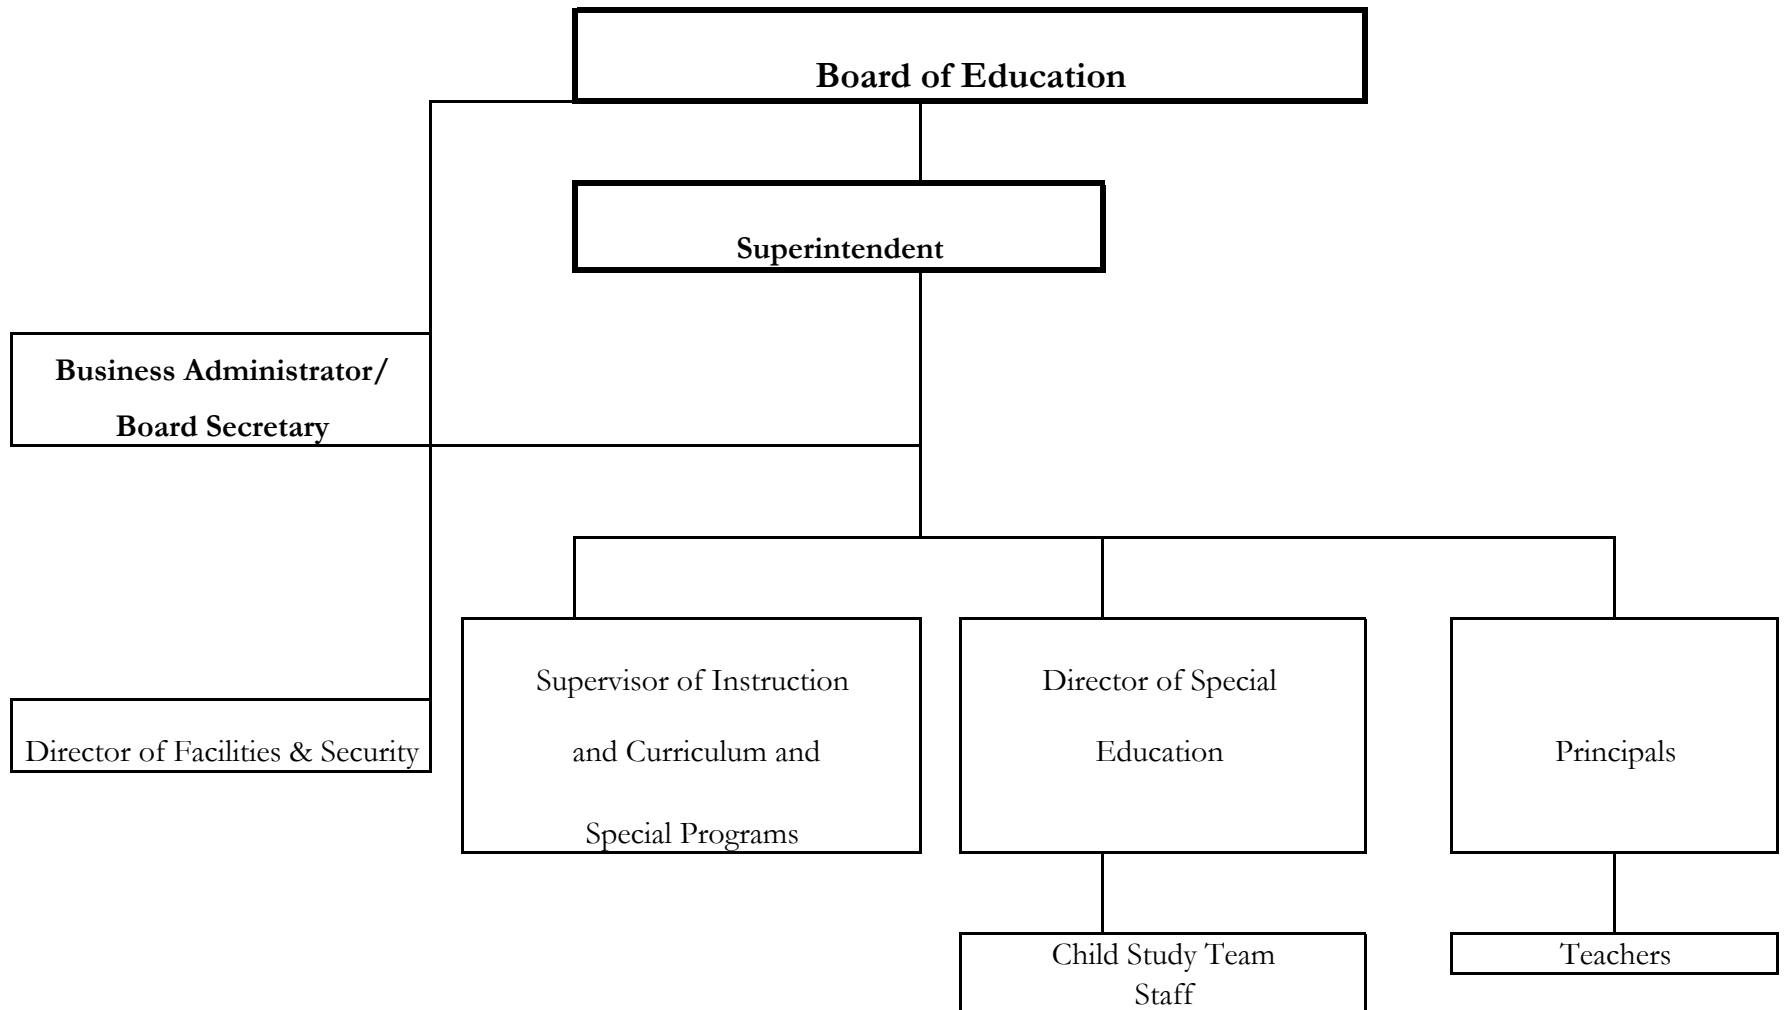 Board of Education
Superintendent
Business Administrator/
Board Secretary
Supervisor of Instruction
and Curriculum and
Special Programs
Director of Special
Education
Principals
Director of Facilities & Security
Child Study Team
Staff
Teachers